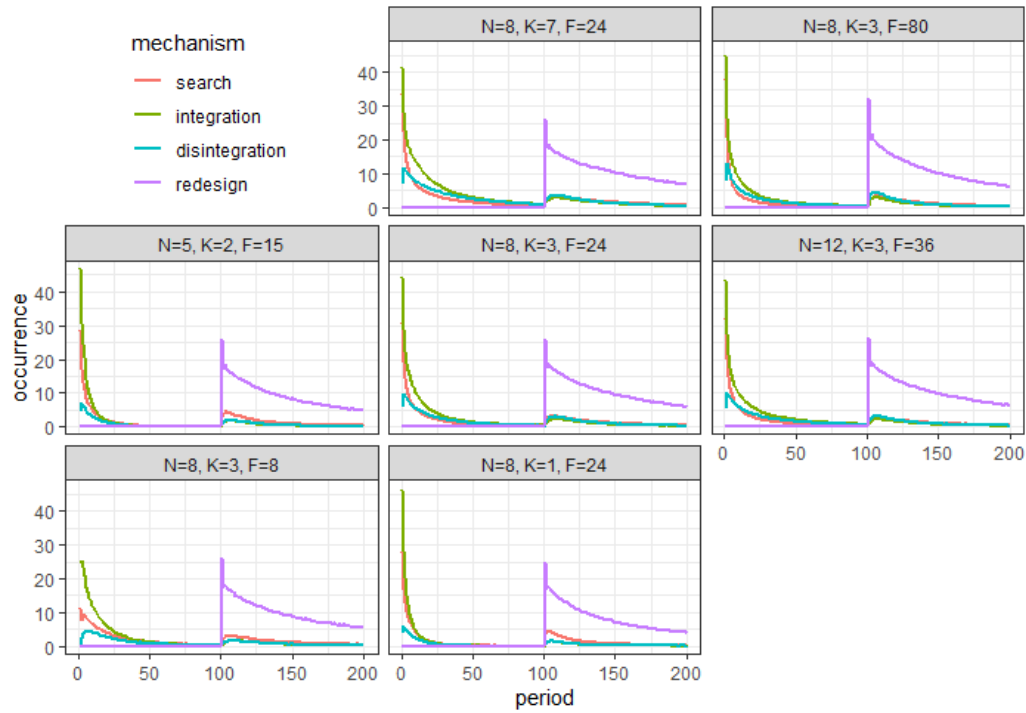 mechanism
search
integration
disintegration
redesign
N=8, K=7, F=24
N=8, K=3, F=80
40
30
20
10
0
N=5, K=2, F=15
N=8, K=3, F=24
N=12, K=3, F=36
occurrence
40
30
20
10
0
0 50 100 150 200
N=8, K=3, F=8
N=8, K=1, F=24
40
30
20
10
0
0 50 100 150 200
0 50 100 150 200
period